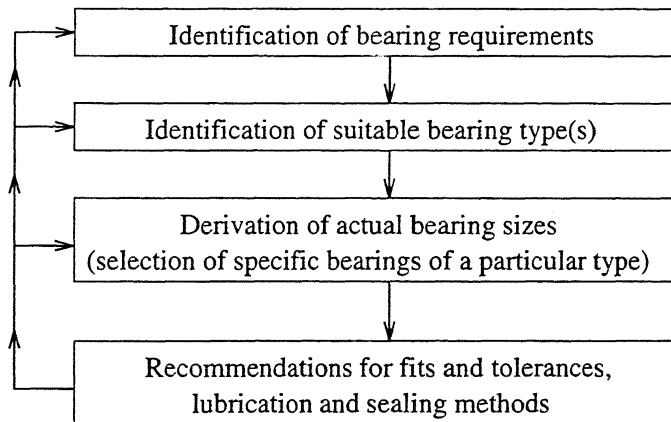 Identification of bearing requirements
Identification of suitable bearing type(s)
Derivation of actual bearing sizes
(selection of specific bearings of a particular type)
Recommendations for fits and tolerances,
lubrication and sealing methods